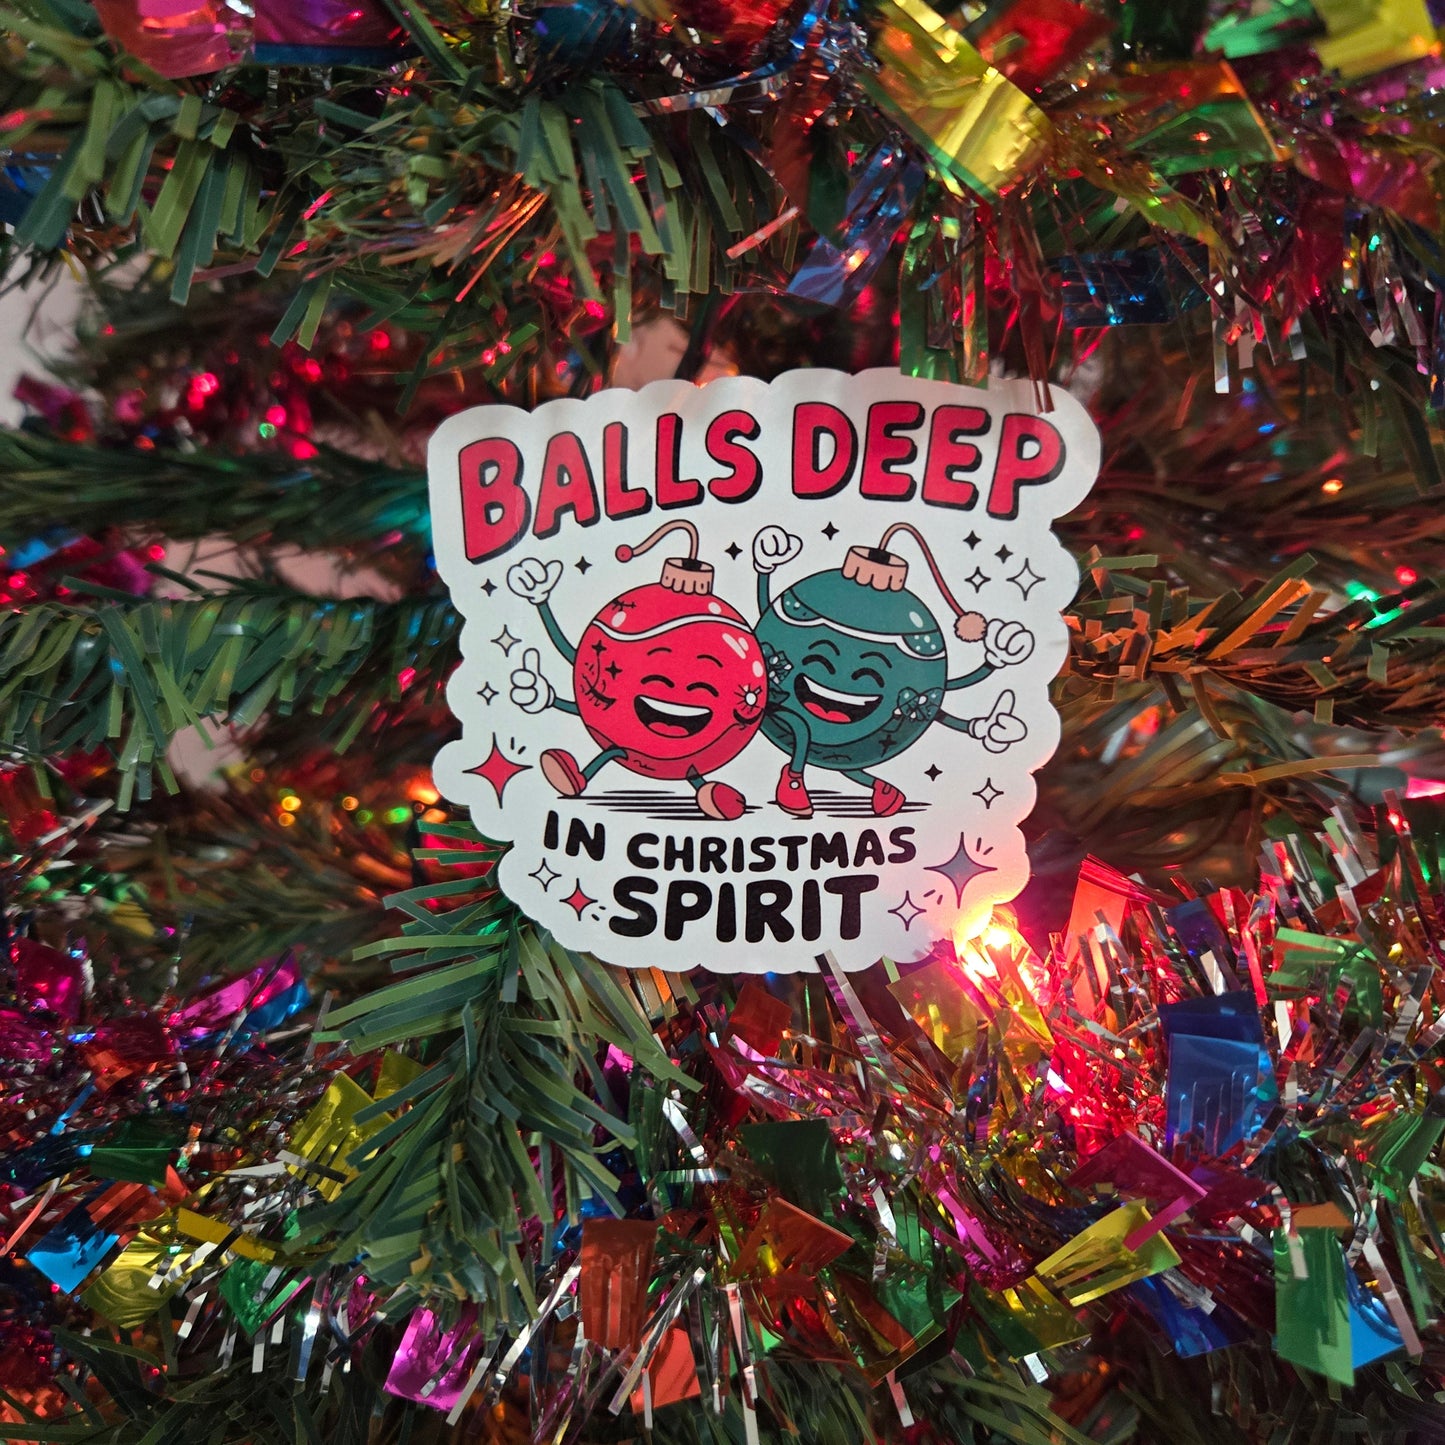 BALLS DEEP
IN CHRISTMAS
SPIRIT